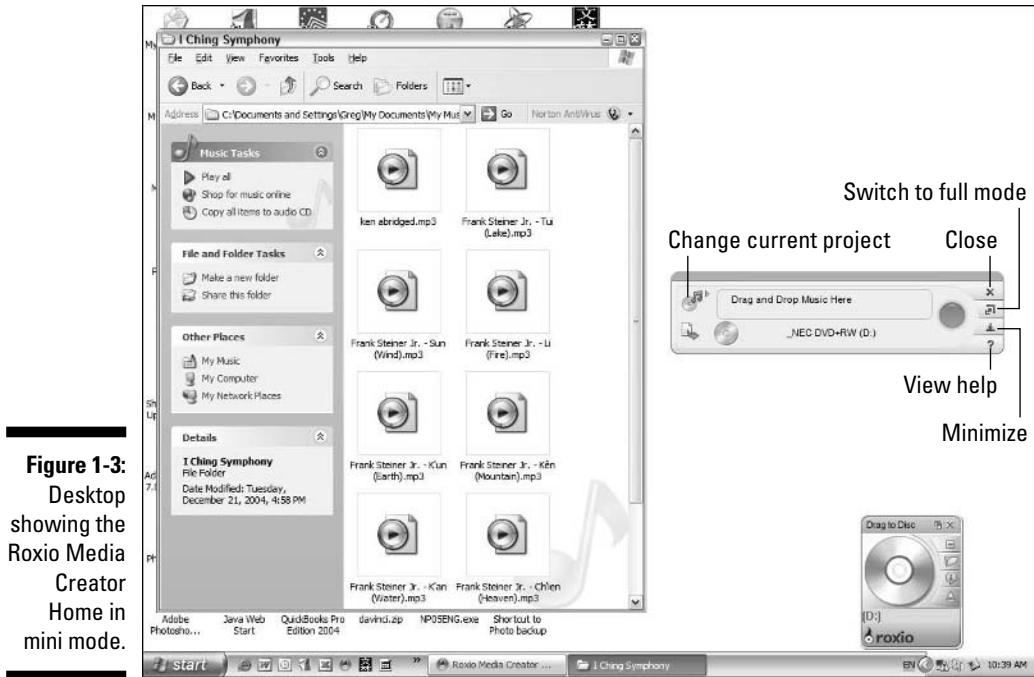 I Ching Symphony
File Edit View Favorites Tools Help
Back Search Folders
Address C:\Documents and Settings\Greg\My Documents\My Mus Go Norton AntiVirus
Music Tasks
Play all
Shop for music online
Copy all items to audio CD
File and Folder Tasks
Make a new folder
Share this folder
Other Places
My Music
My Computer
My Network Places
Details
I Ching Symphony
File Folder
Date Modified: Tuesday,
December 21, 2004, 4:58 PM
ken abridged.mp3
Frank Steiner Jr. - Tui
(Lake).mp3
Frank Steiner Jr. - Sun
(Wind).mp3
Frank Steiner Jr. - Li
(Fire).mp3
Frank Steiner Jr. - K'un
(Earth).mp3
Frank Steiner Jr. - Kên
(Mountain).mp3
Frank Steiner Jr. - K'an
(Water).mp3
Frank Steiner Jr. - Ch'ien
(Heaven).mp3
Switch to full mode
Change current project
Close
Drag and Drop Music Here
_NEC DVD+RW (D:)
?
View help
Minimize
Drag to Disc
(D:)
roxio
Adobe
Photosho...
Java Web
Start
QuickBooks Pro
Edition 2004
davinci.zip
NP05ENG.exe
Shortcut to
Photo backup
start
Roxio Media Creator ...
I Ching Symphony
EN
10:39 AM
Figure 1-3:
Desktop
showing the
Roxio Media
Creator
Home in
mini mode.